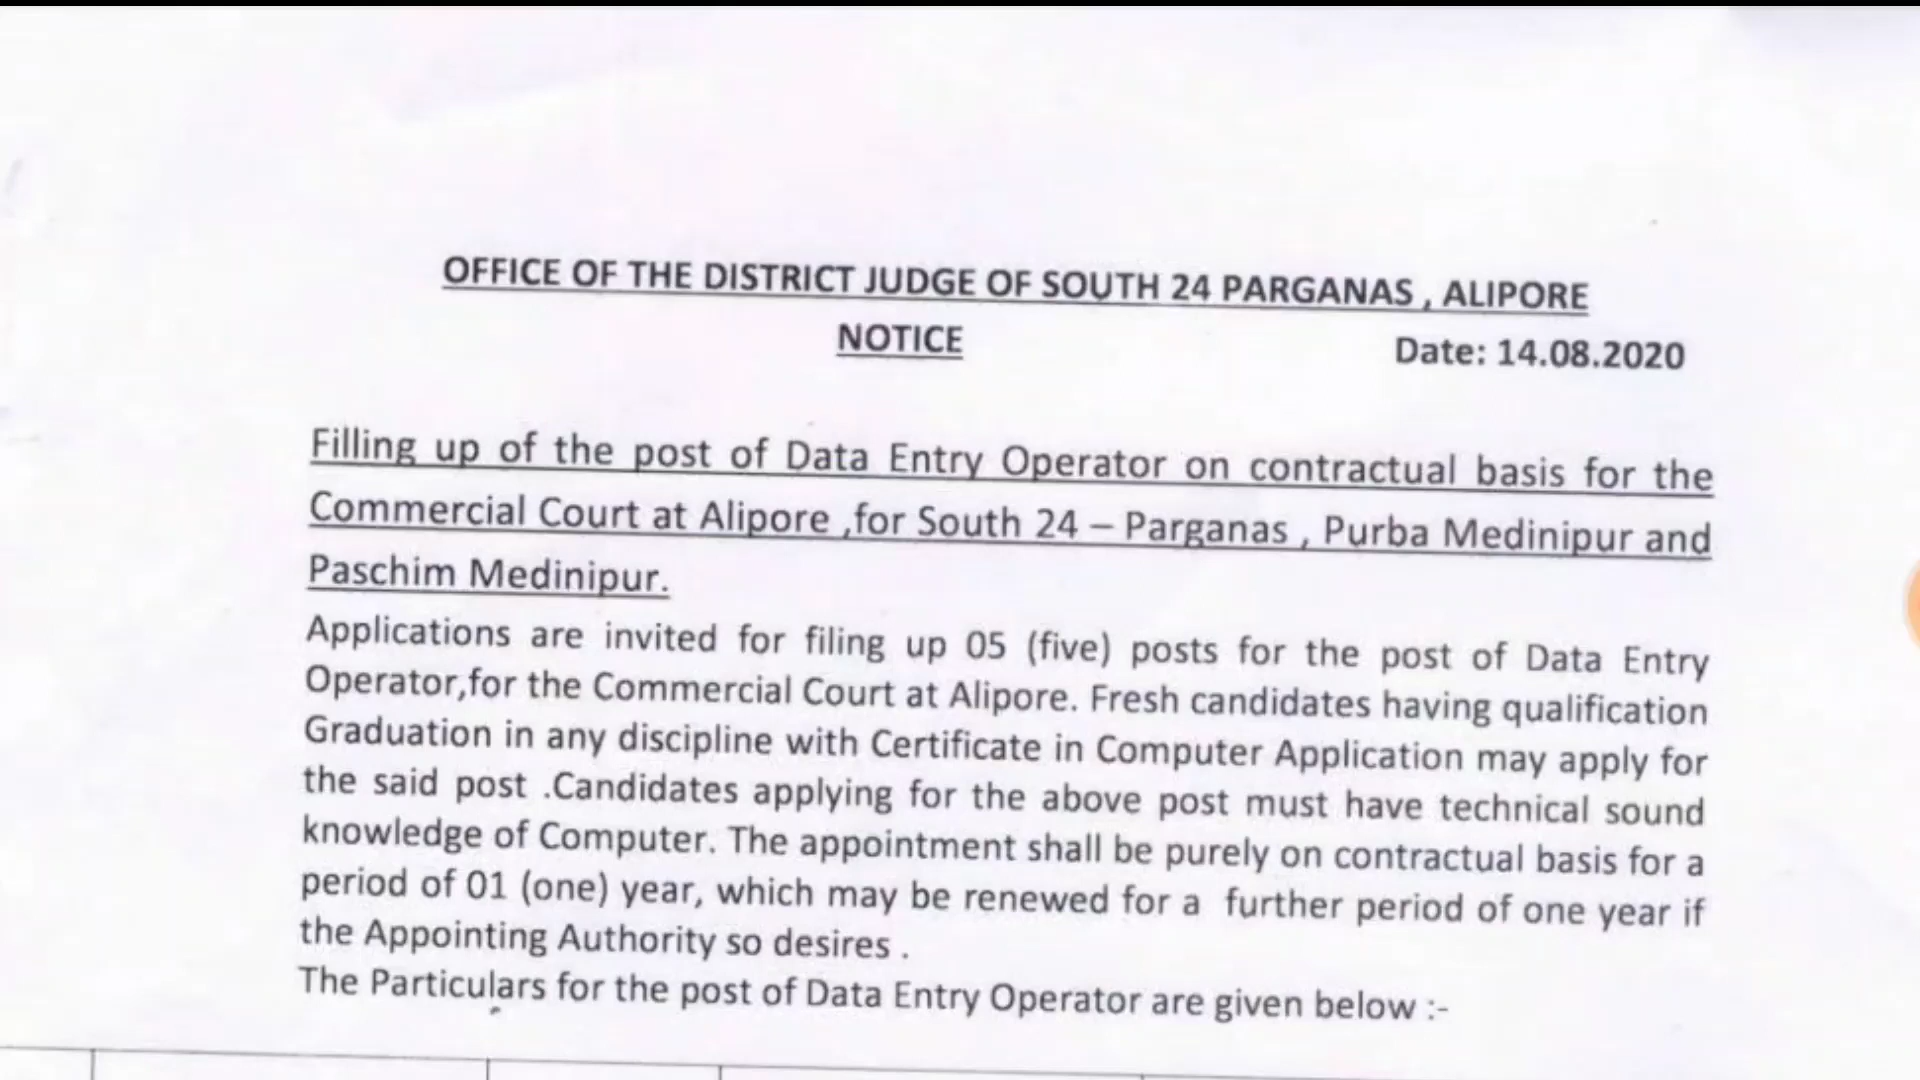 OFFICE OF THE DISTRICT JUDGE OF SOUTH 24 PARGANAS , ALIPORE
NOTICE
Date: 14.08.2020
Filling up of the post of Data Entry Operator on contractual basis for the
Commercial Court at Alipore ,for South 24 – Parganas , Purba Medinipur and
Paschim Medinipur.
Applications are invited for filing up 05 (five) posts for the post of Data Entry
Operator,for the Commercial Court at Alipore. Fresh candidates having qualification
Graduation in any discipline with Certificate in Computer Application may apply for
the said post .Candidates applying for the above post must have technical sound
knowledge of Computer. The appointment shall be purely on contractual basis for a
period of 01 (one) year, which may be renewed for a further period of one year if
the Appointing Authority so desires .
The Particulars for the post of Data Entry Operator are given below :-